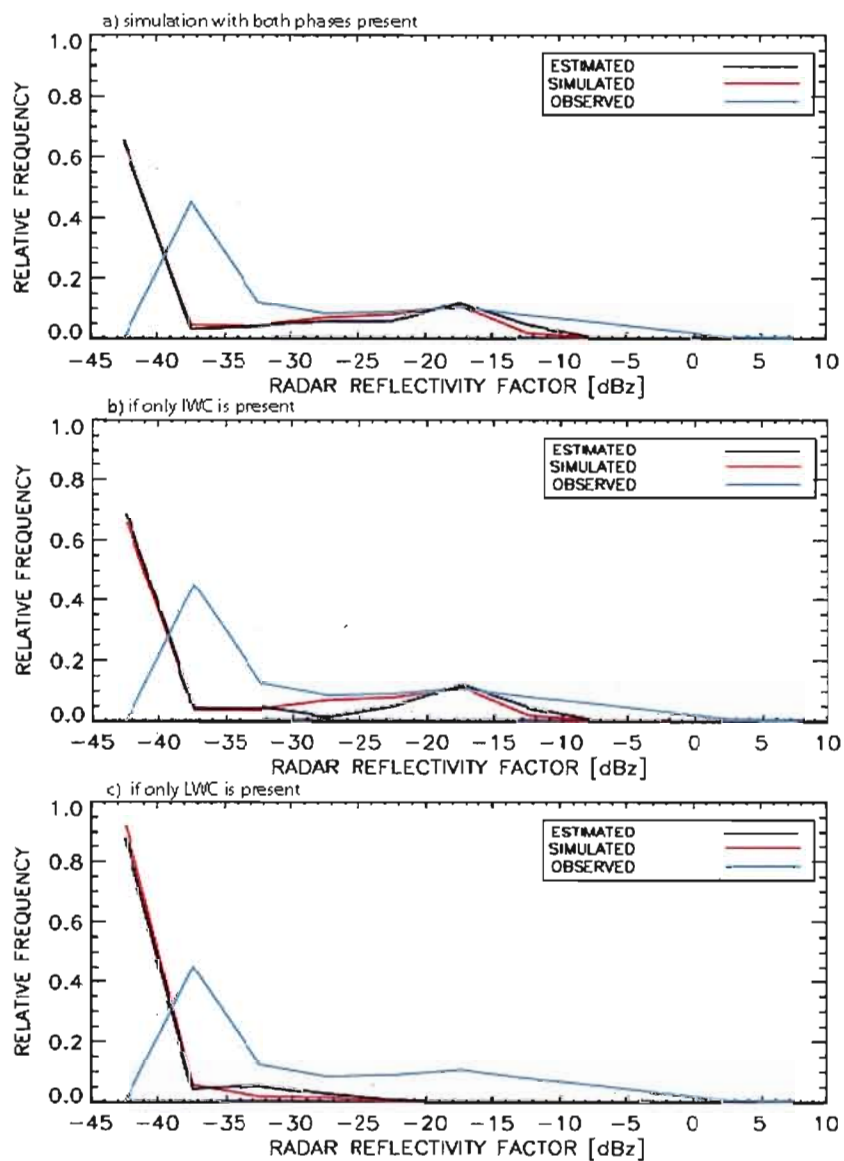 a) simulation with both phases present
1.0
0.8
0.6
0.4
0.2
0.0
RELATIVE FREQUENCY
ESTIMATED
SIMULATED
OBSERVED
-45 -40 -35 -30 -25 -20 -15 -10 -5 0 5 10
RADAR REFLECTIVITY FACTOR [dBz]
b) if only IWC is present
1.0
0.8
0.6
0.4
0.2
0.0
RELATIVE FREQUENCY
ESTIMATED
SIMULATED
OBSERVED
-45 -40 -35 -30 -25 -20 -15 -10 -5 0 5 10
RADAR REFLECTIVITY FACTOR [dBz]
c) if only LWC is present
1.0
0.8
0.6
0.4
0.2
0.0
RELATIVE FREQUENCY
ESTIMATED
SIMULATED
OBSERVED
-45 -40 -35 -30 -25 -20 -15 -10 -5 0 5 10
RADAR REFLECTIVITY FACTOR [dBz]